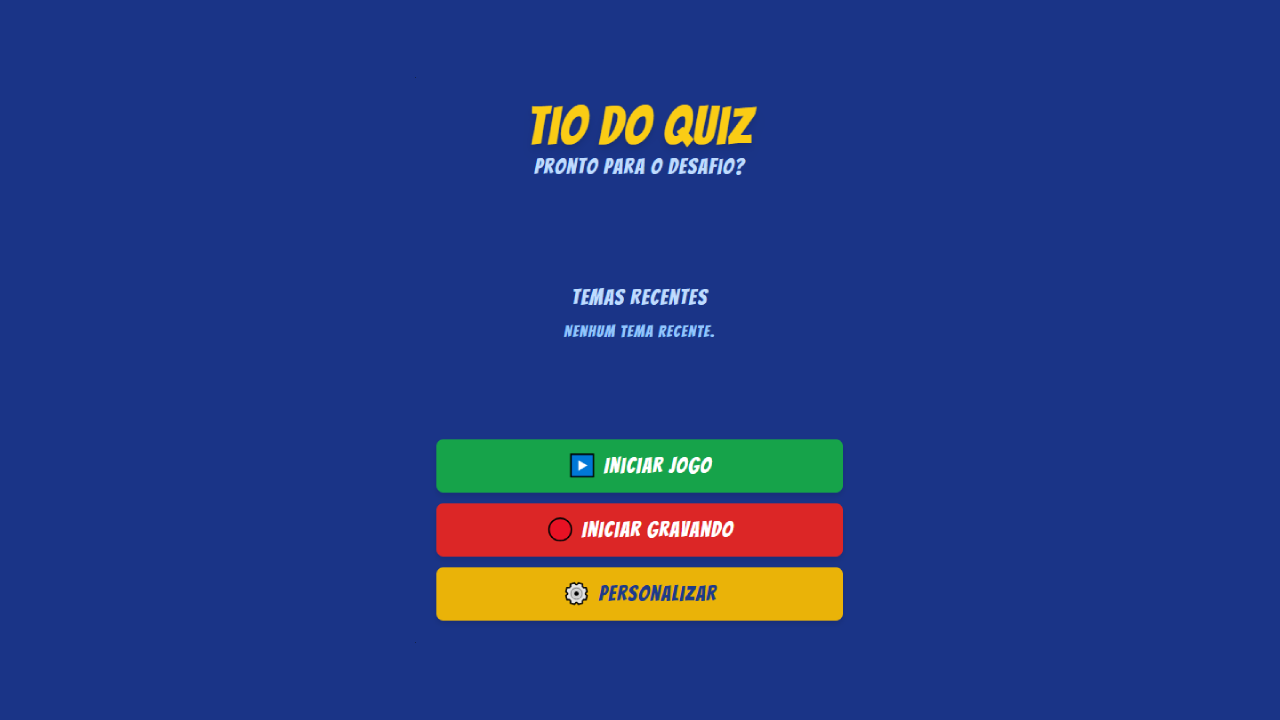 TIO DO QUIZ
PRONTO PARA O DESAFIO?
TEMAS RECENTES
NENHUM TEMA RECENTE.
INICIAR JOGO
INICIAR GRAVANDO
PERSONALIZAR